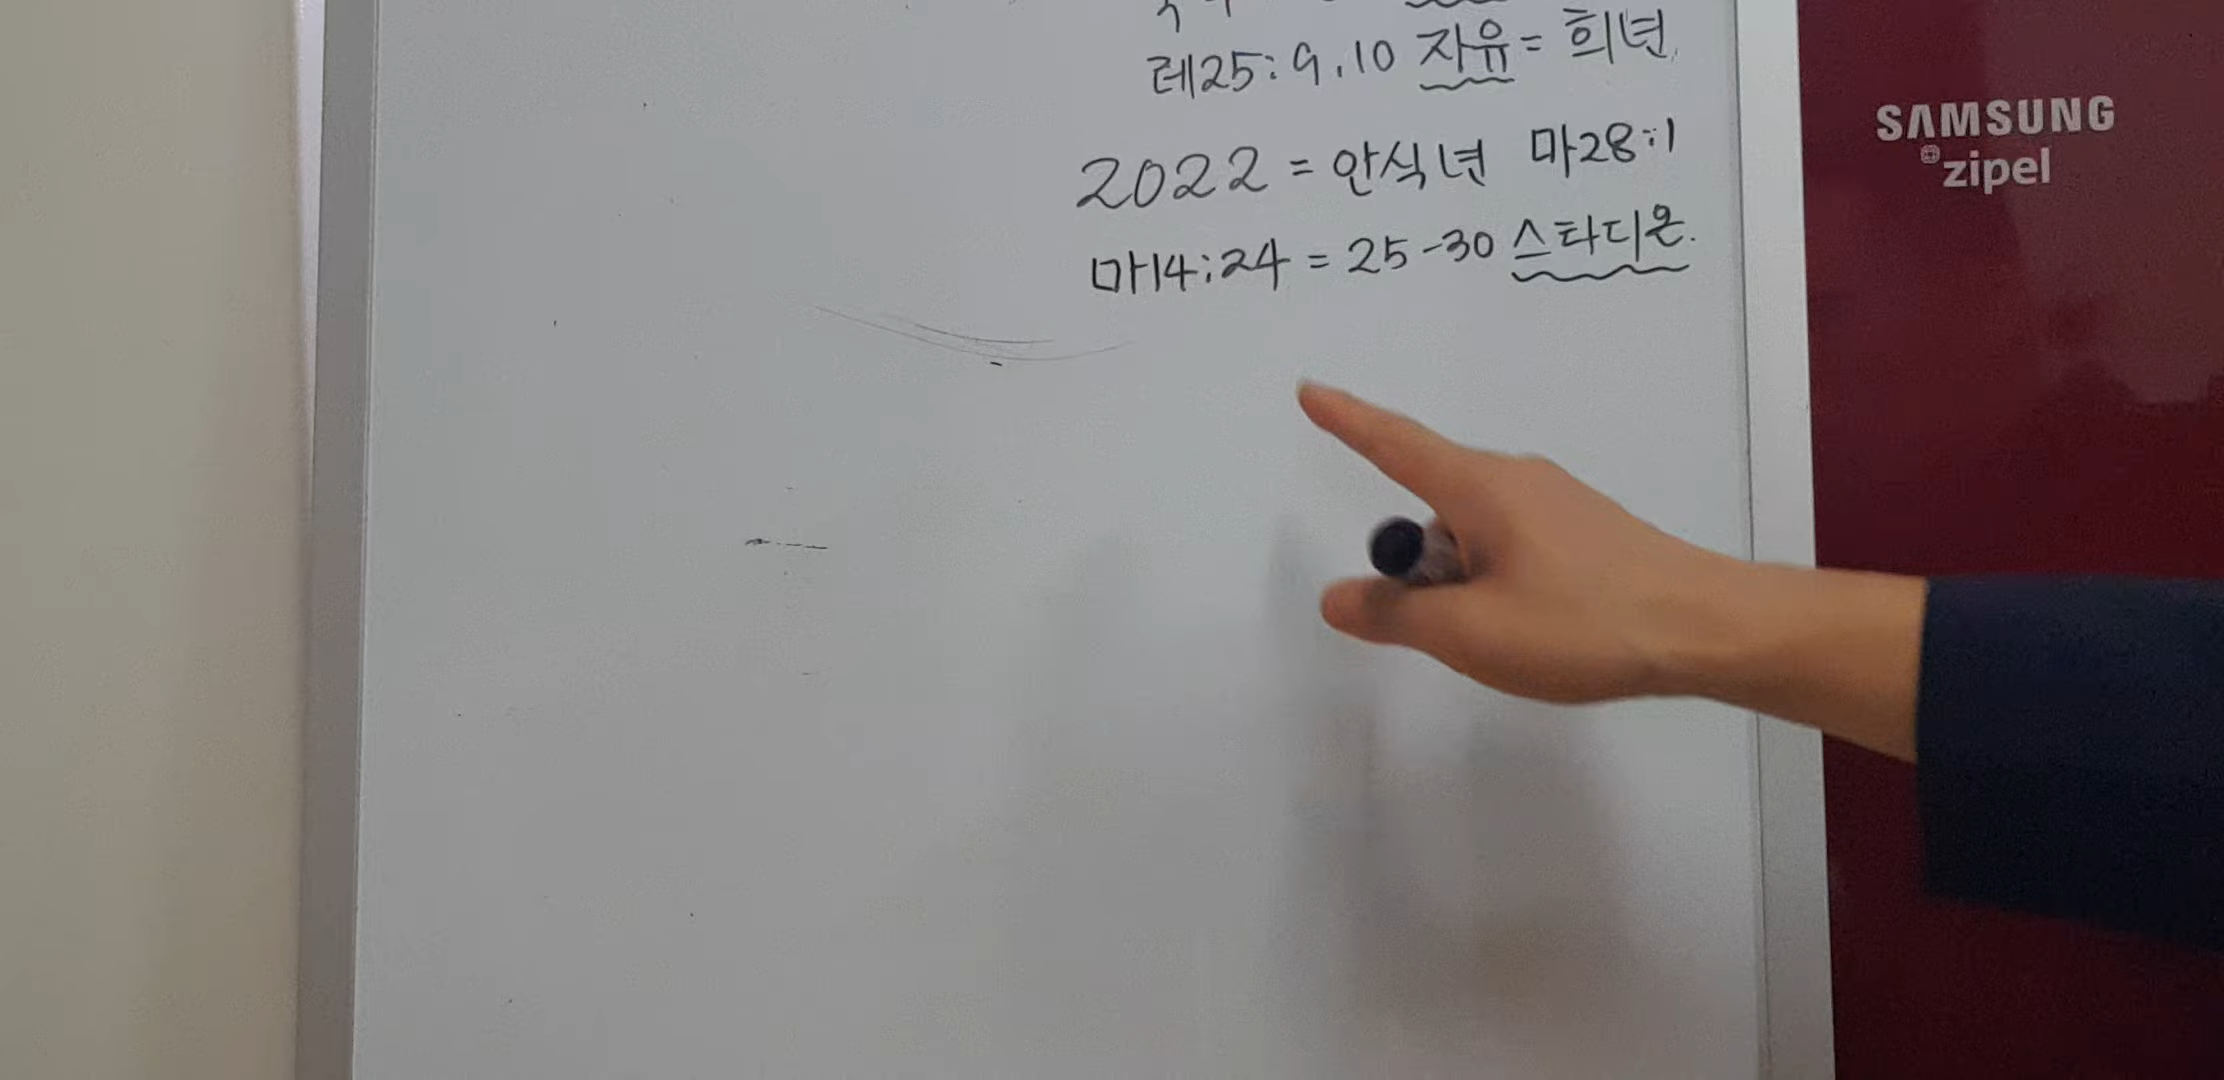 레25:9.10 자유 = 희년
2022 = 안식년 마28:1
마14:24 = 25-30 스타디온.
SAMSUNG
zipel